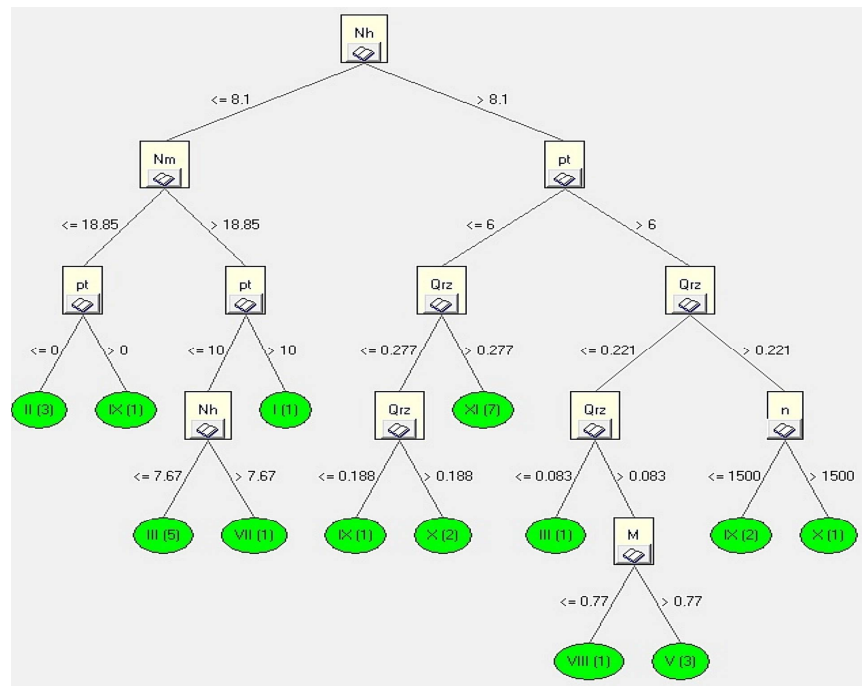 Nh
<= 8.1 > 8.1
Nm pt
<= 18.85 > 18.85 <= 6 > 6
pt pt Qrz Qrz
<= 0 > 0 <= 10 > 10 <= 0.277 > 0.277 <= 0.221 > 0.221
II (3) IX (1) Nh I (1) Qrz XI (7) Qrz n
<= 7.67 > 7.67 <= 0.188 > 0.188 <= 0.083 > 0.083 <= 1500 > 1500
III (5) VII (1) IX (1) X (2) III (1) M IX (2) X (1)
<= 0.77 > 0.77
VIII (1) V (3)